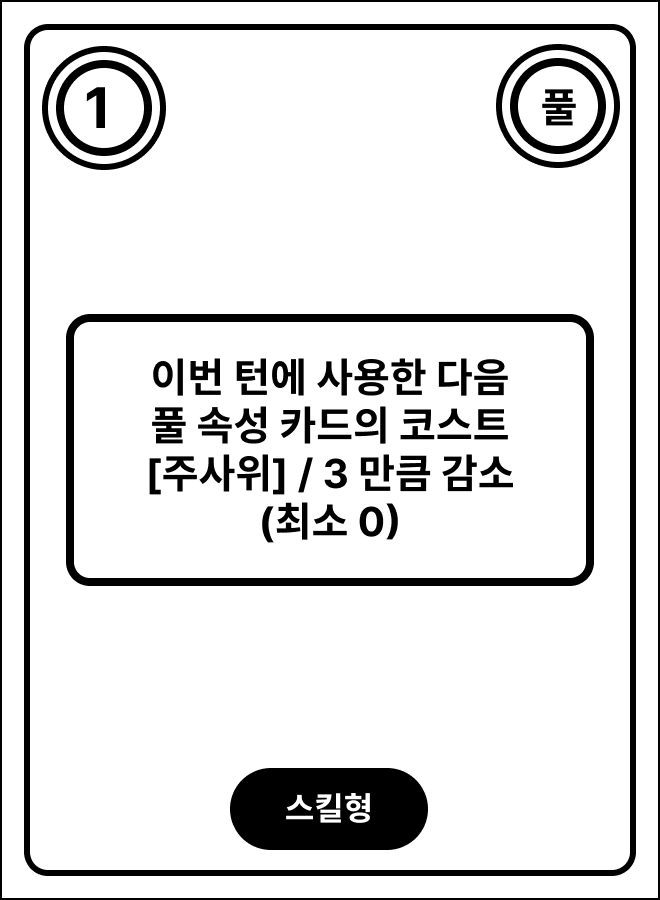 1
풀
이번 턴에 사용한 다음
풀 속성 카드의 코스트
[주사위] / 3 만큼 감소
(최소 0)
스킬형